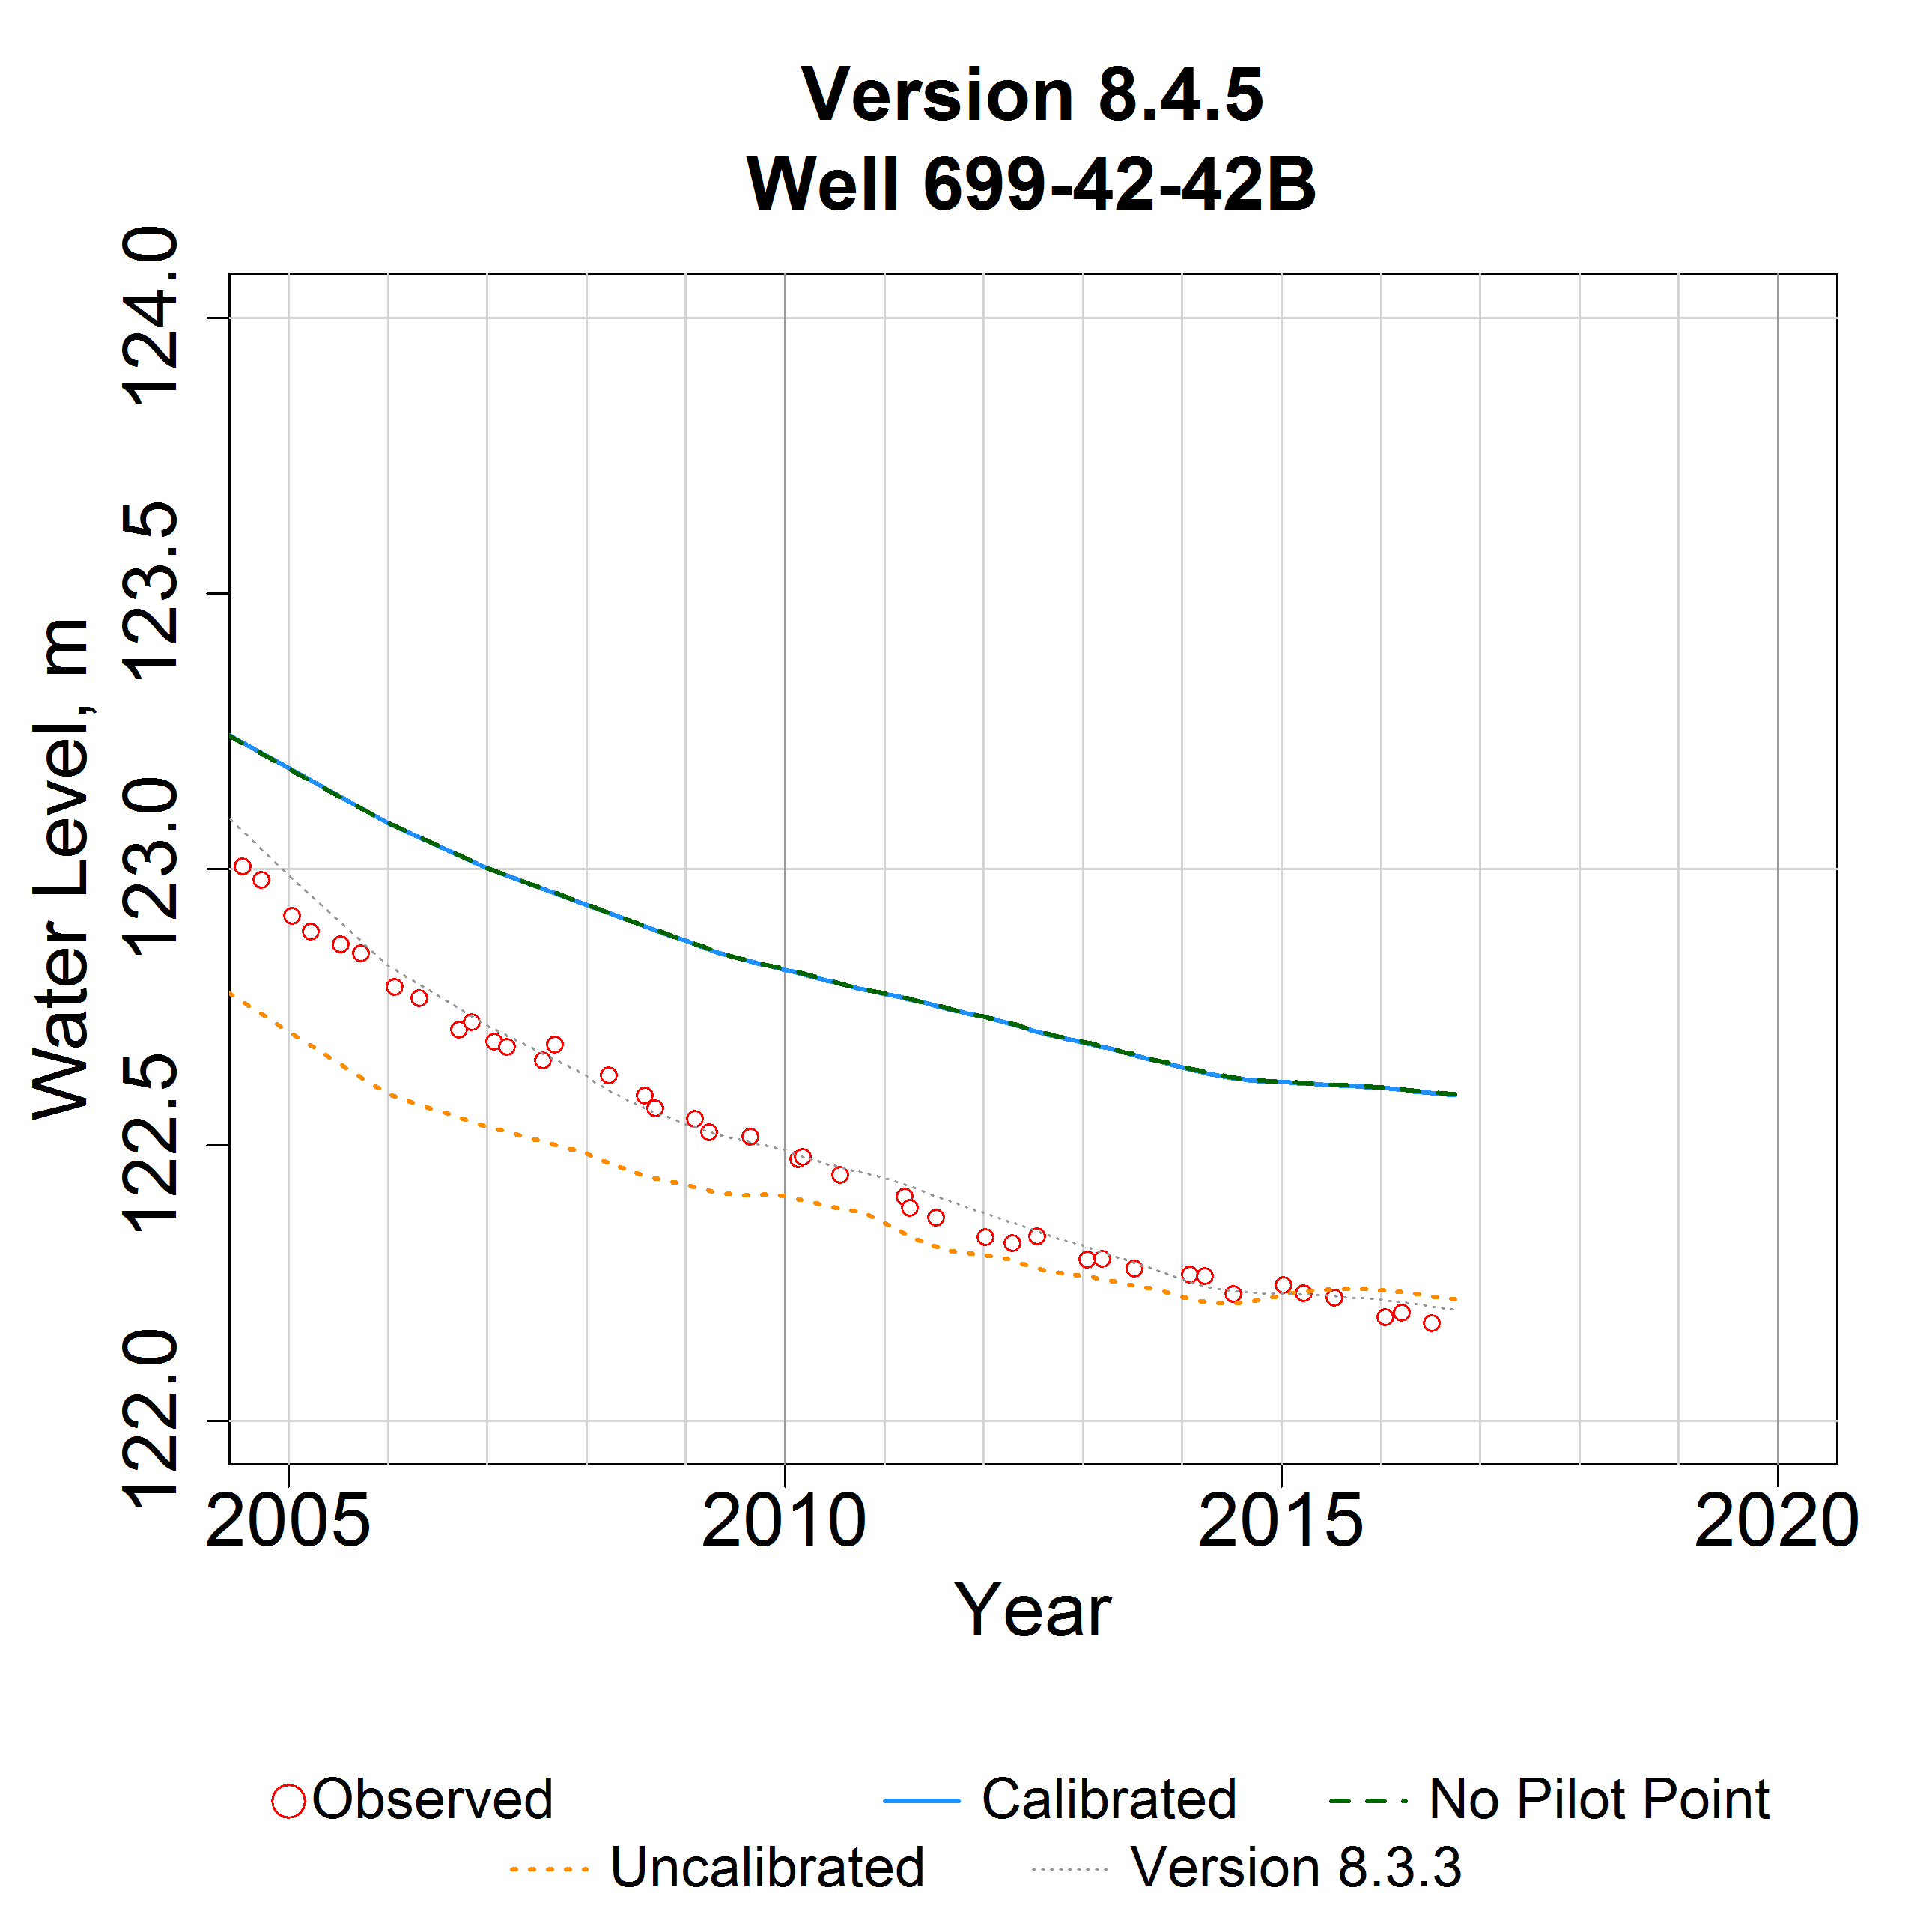 Version 8.4.5
Well 699-42-42B
Water Level, m
124.0
123.5
123.0
122.5
122.0
2005 2010 2015 2020
Year
Observed Calibrated No Pilot Point
Uncalibrated Version 8.3.3